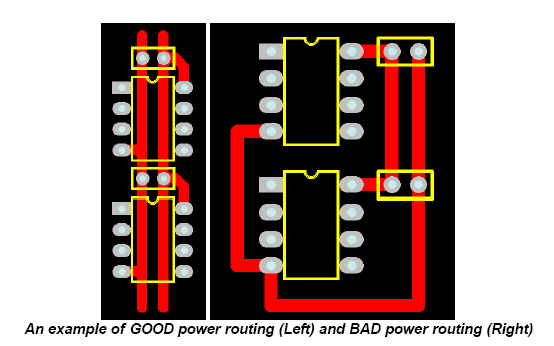 An example of GOOD power routing (Left) and BAD power routing (Right)